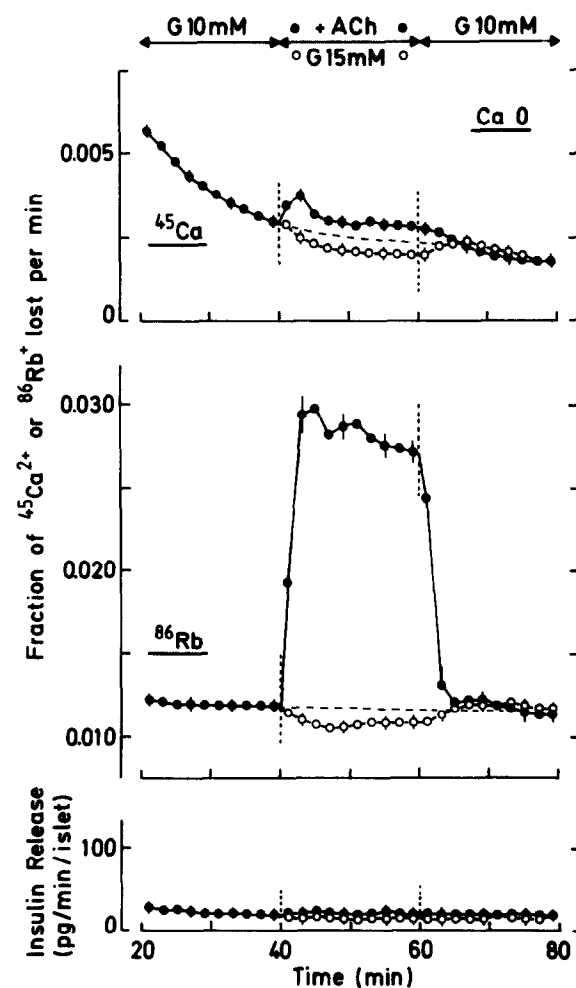 G 10mM
● + ACh ●
G 10mM
○ G 15mM ○
Ca 0
0.005
45Ca
0
Fraction of 45Ca2+ or 86Rb+ lost per min
0.030
0.020
86Rb
0.010
Insulin Release
(pg/min/islet)
100
0
20
40
60
80
Time (min)